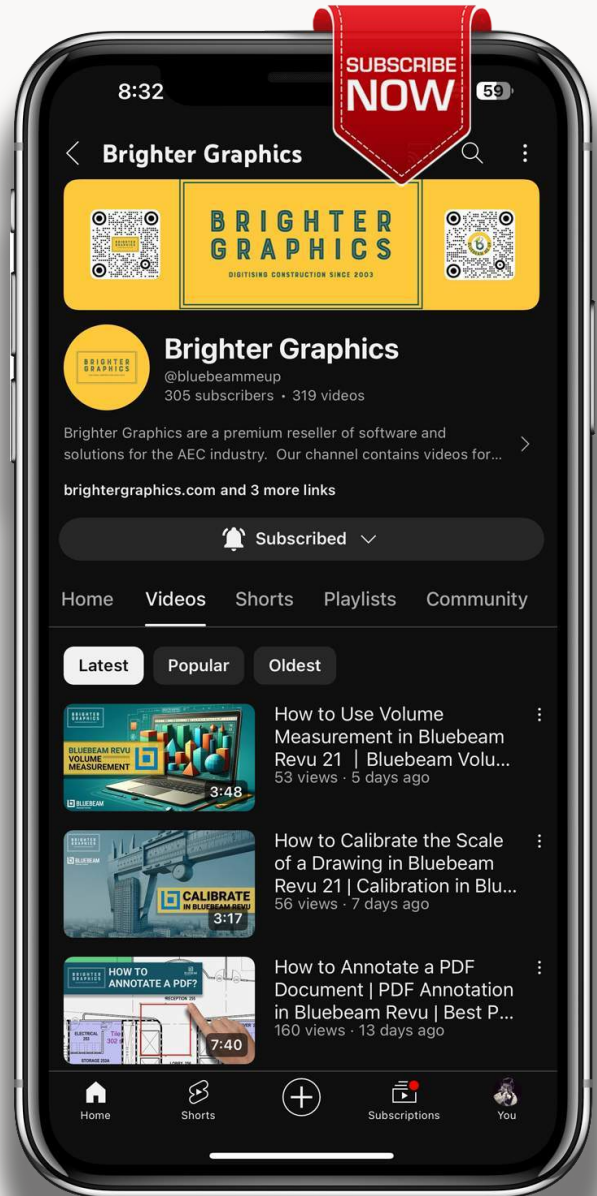 SUBSCRIBE
NOW
8:32
59
Brighter Graphics
BRIGHTER
GRAPHICS
DIGITISING CONSTRUCTION SINCE 2003
BRIGHTER
GRAPHICS
Brighter Graphics
@bluebeammeup
305 subscribers • 319 videos
Brighter Graphics are a premium reseller of software and
solutions for the AEC industry. Our channel contains videos for...
brightergraphics.com and 3 more links
Subscribed
Home Videos Shorts Playlists Community
Latest Popular Oldest
BRIGHTER
GRAPHICS
BLUEBEAM REVU
VOLUME
MEASUREMENT
BLUEBEAM
3:48
How to Use Volume
Measurement in Bluebeam
Revu 21 | Bluebeam Volu...
53 views · 5 days ago
BRIGHTER
GRAPHICS
BLUEBEAM
CALIBRATE
IN BLUEBEAM REVU
3:17
How to Calibrate the Scale
of a Drawing in Bluebeam
Revu 21 | Calibration in Blu...
56 views · 7 days ago
BRIGHTER
GRAPHICS
HOW TO
ANNOTATE A PDF?
RECEPTION
ELECTRICAL
302
7:40
How to Annotate a PDF
Document | PDF Annotation
in Bluebeam Revu | Best P...
160 views · 13 days ago
Home Shorts Subscriptions You